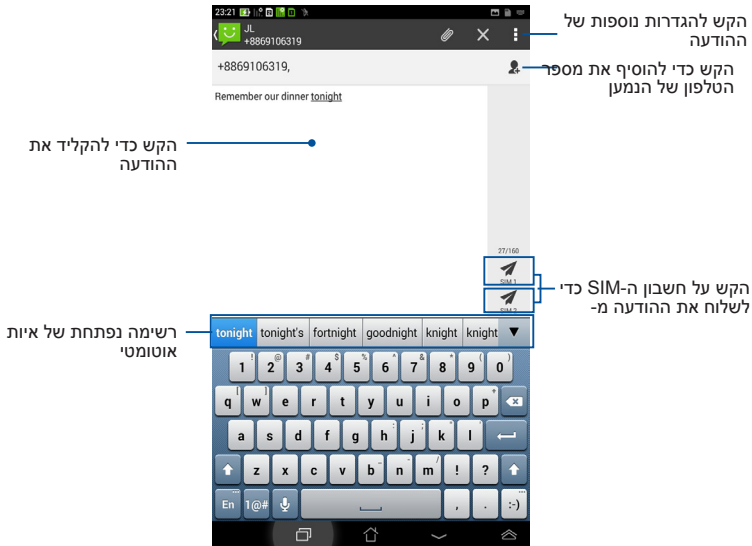 23:21
JL
+8869106319
הקש להגדרות נוספות של
ההודעה
+8869106319,
הקש כדי להוסיף את מספר
הטלפון של הנמען
Remember our dinner tonight
הקש כדי להקליד את
ההודעה
27/160
SIM 1
SIM 2
הקש על חשבון ה-SIM כדי
לשלוח את ההודעה מ-
רשימה נפתחת של איות
אוטומטי
tonight tonight's fortnight goodnight knight knight
! @ # $ % ^ & * ( )
1 2 3 4 5 6 7 8 9 0
[ ] +
q w e r t y u i o p
a s d f g h j k l
z x c v b n m ! ?
En 1@# , . :-)